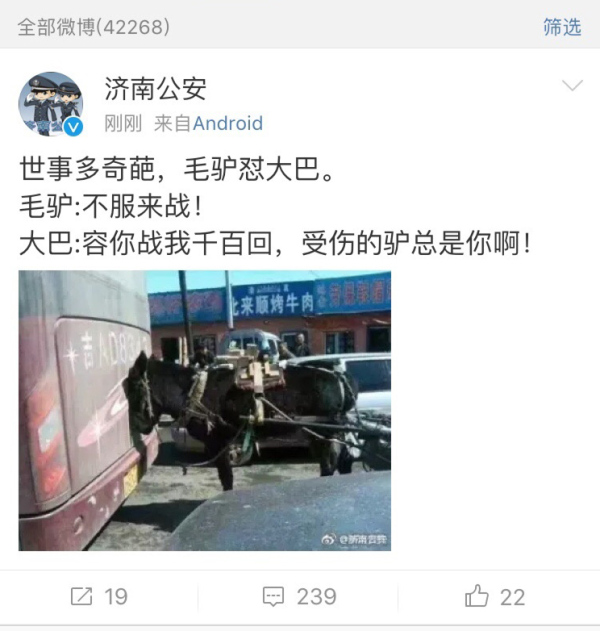 全部微博(42268)
筛选
济南公安
刚刚 来自Android
世事多奇葩，毛驴怼大巴。
毛驴:不服来战！
大巴:容你战我千百回，受伤的驴总是你啊！
北来顺烤牛肉
吉AD83
@济南公安
19
239
22